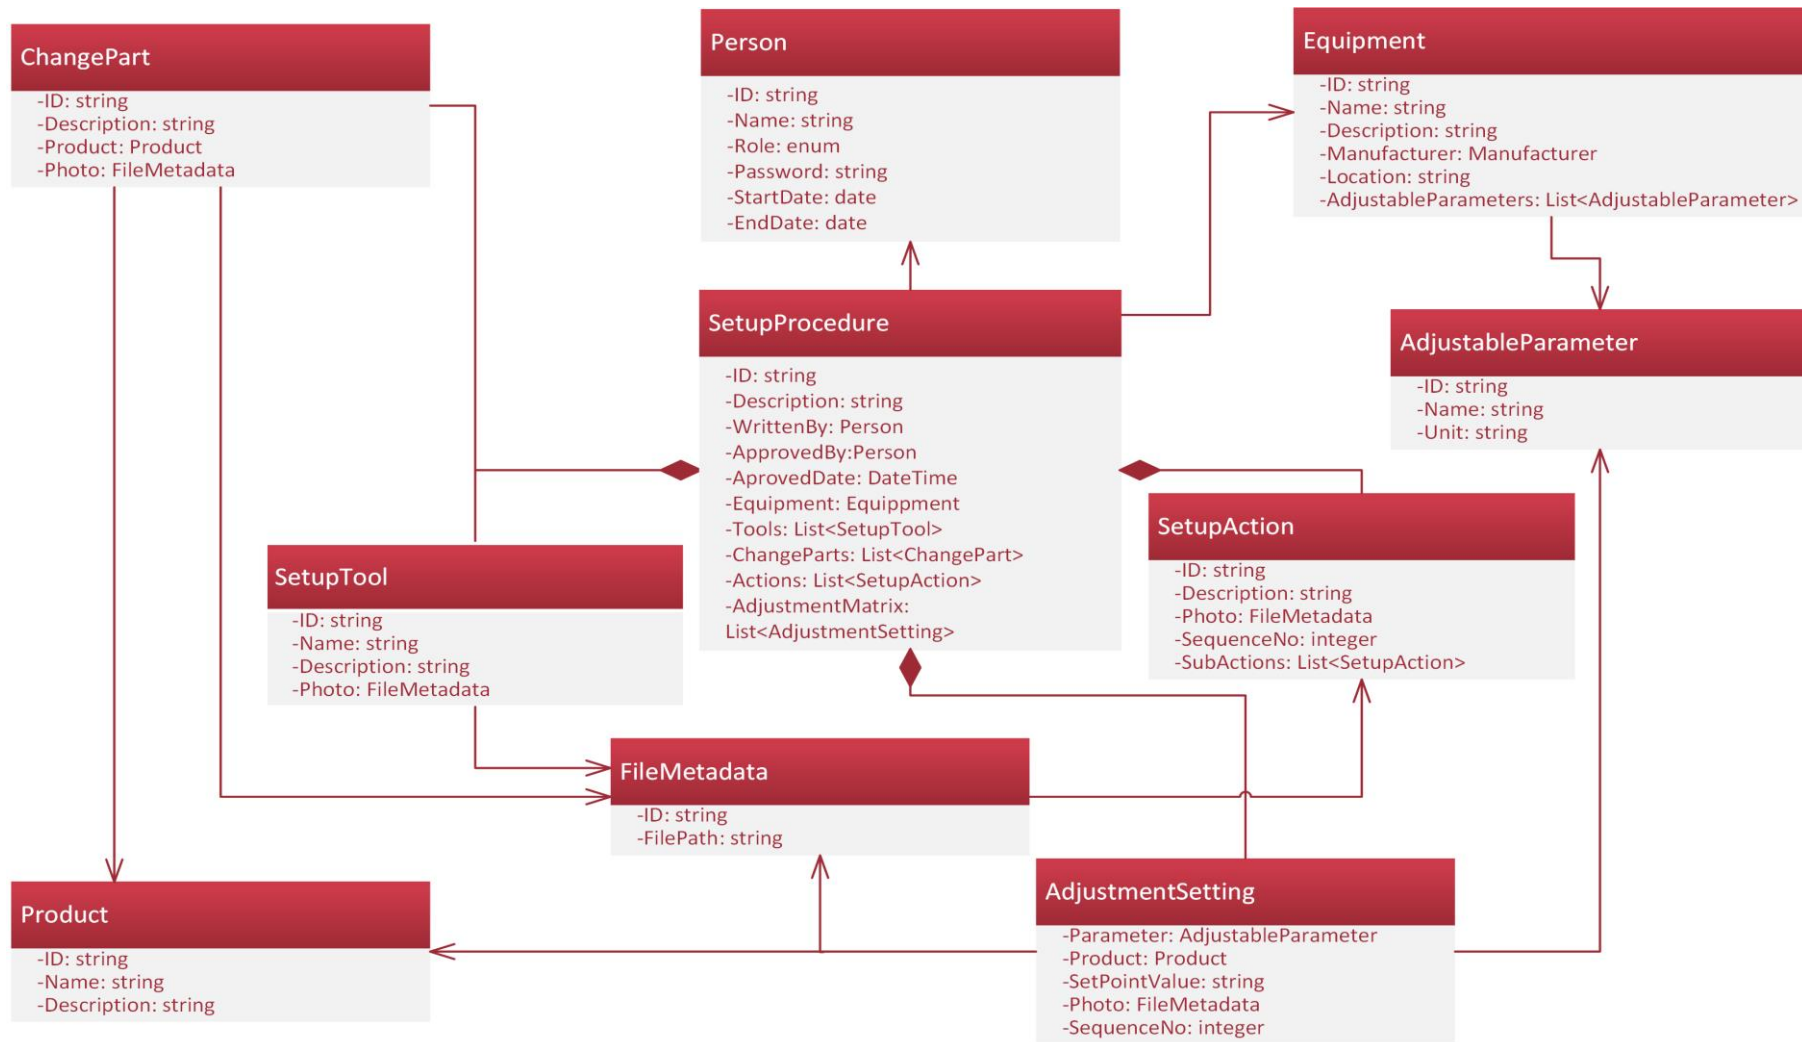 ChangePart
-ID: string
-Description: string
-Product: Product
-Photo: FileMetadata
Person
-ID: string
-Name: string
-Role: enum
-Password: string
-StartDate: date
-EndDate: date
Equipment
-ID: string
-Name: string
-Description: string
-Manufacturer: Manufacturer
-Location: string
-AdjustableParameters: List<AdjustableParameter>
SetupProcedure
-ID: string
-Description: string
-WrittenBy: Person
-ApprovedBy:Person
-AprovedDate: DateTime
-Equipment: Equippment
-Tools: List<SetupTool>
-ChangeParts: List<ChangePart>
-Actions: List<SetupAction>
-AdjustmentMatrix:
List<AdjustmentSetting>
AdjustableParameter
-ID: string
-Name: string
-Unit: string
SetupTool
-ID: string
-Name: string
-Description: string
-Photo: FileMetadata
SetupAction
-ID: string
-Description: string
-Photo: FileMetadata
-SequenceNo: integer
-SubActions: List<SetupAction>
FileMetadata
-ID: string
-FilePath: string
Product
-ID: string
-Name: string
-Description: string
AdjustmentSetting
-Parameter: AdjustableParameter
-Product: Product
-SetPointValue: string
-Photo: FileMetadata
-SequenceNo: integer